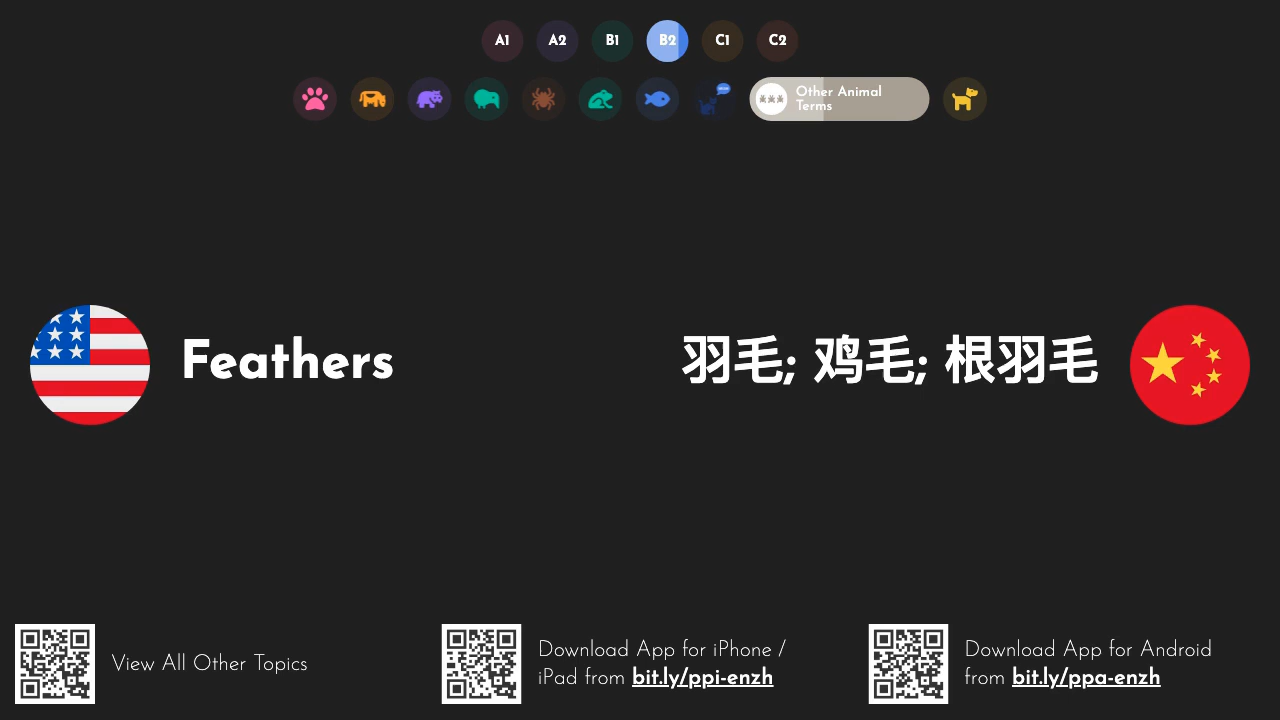 A1 A2 B1 B2 C1 C2
Other Animal
Terms
Feathers
羽毛; 鸡毛; 根羽毛
View All Other Topics
Download App for iPhone /
iPad from bit.ly/ppi-enzh
Download App for Android
from bit.ly/ppa-enzh